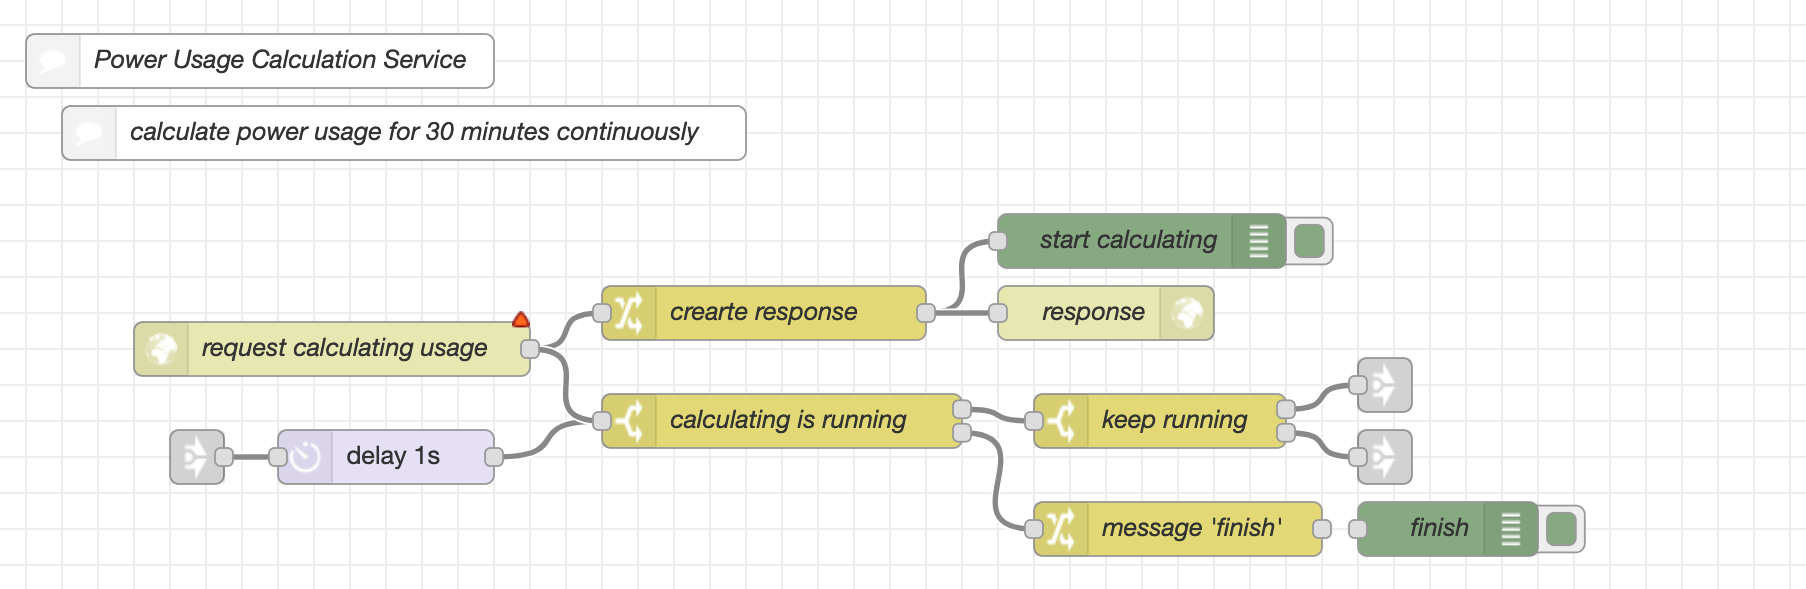 Power Usage Calculation Service
calculate power usage for 30 minutes continuously
start calculating
crearte response
response
request calculating usage
calculating is running
keep running
delay 1s
message 'finish'
finish